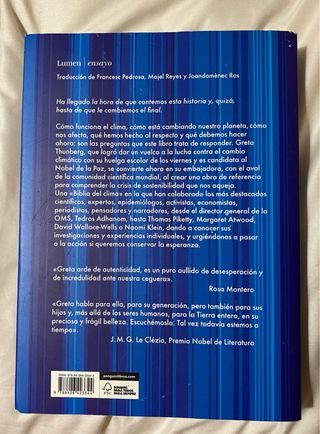 Lumen | ensayo
Traducción de Francesc Pedrosa, Majel Reyes y Joandomènec Ros
Ha llegado la hora de que contemos esta historia y, quizá,
hasta de que le cambiemos el final.
Cómo funciona el clima, cómo está cambiando nuestro planeta, cómo
nos afecta, qué hemos hecho al respecto y qué debemos hacer
ahora: son las preguntas que este libro trata de responder. Greta
Thunberg, que logró dar un vuelco a la lucha contra el cambio
climático con su huelga escolar de los viernes y es candidata al
Nobel de la Paz, se convierte ahora en su embajadora, con el aval
de la comunidad científica mundial, al crear una obra de referencia
para comprender la crisis de sostenibilidad que nos aqueja.
Una «Biblia del clima» en la que han colaborado los más destacados
científicos, expertos, epidemiólogos, activistas, economistas,
periodistas, pensadores y narradores, desde el director general de la
OMS, Tedros Adhanom, hasta Thomas Piketty, Margaret Atwood,
David Wallace-Wells o Naomi Klein, dando a conocer sus
investigaciones y experiencias individuales, y urgiéndonos a pasar
a la acción si queremos conservar la esperanza.
«Greta arde de autenticidad, es un puro aullido de desesperación y
de incredulidad ante nuestra ceguera».
Rosa Montero
«Greta habla para ella, para su generación, pero también para sus
hijos y, más allá de los seres humanos, para la Tierra entera, en su
preciosa y frágil belleza. Escuchémosla. Tal vez todavía estemos a
tiempo».
J. M. G. Le Clézio, Premio Nobel de Literatura
penguinlibros.com
FSC